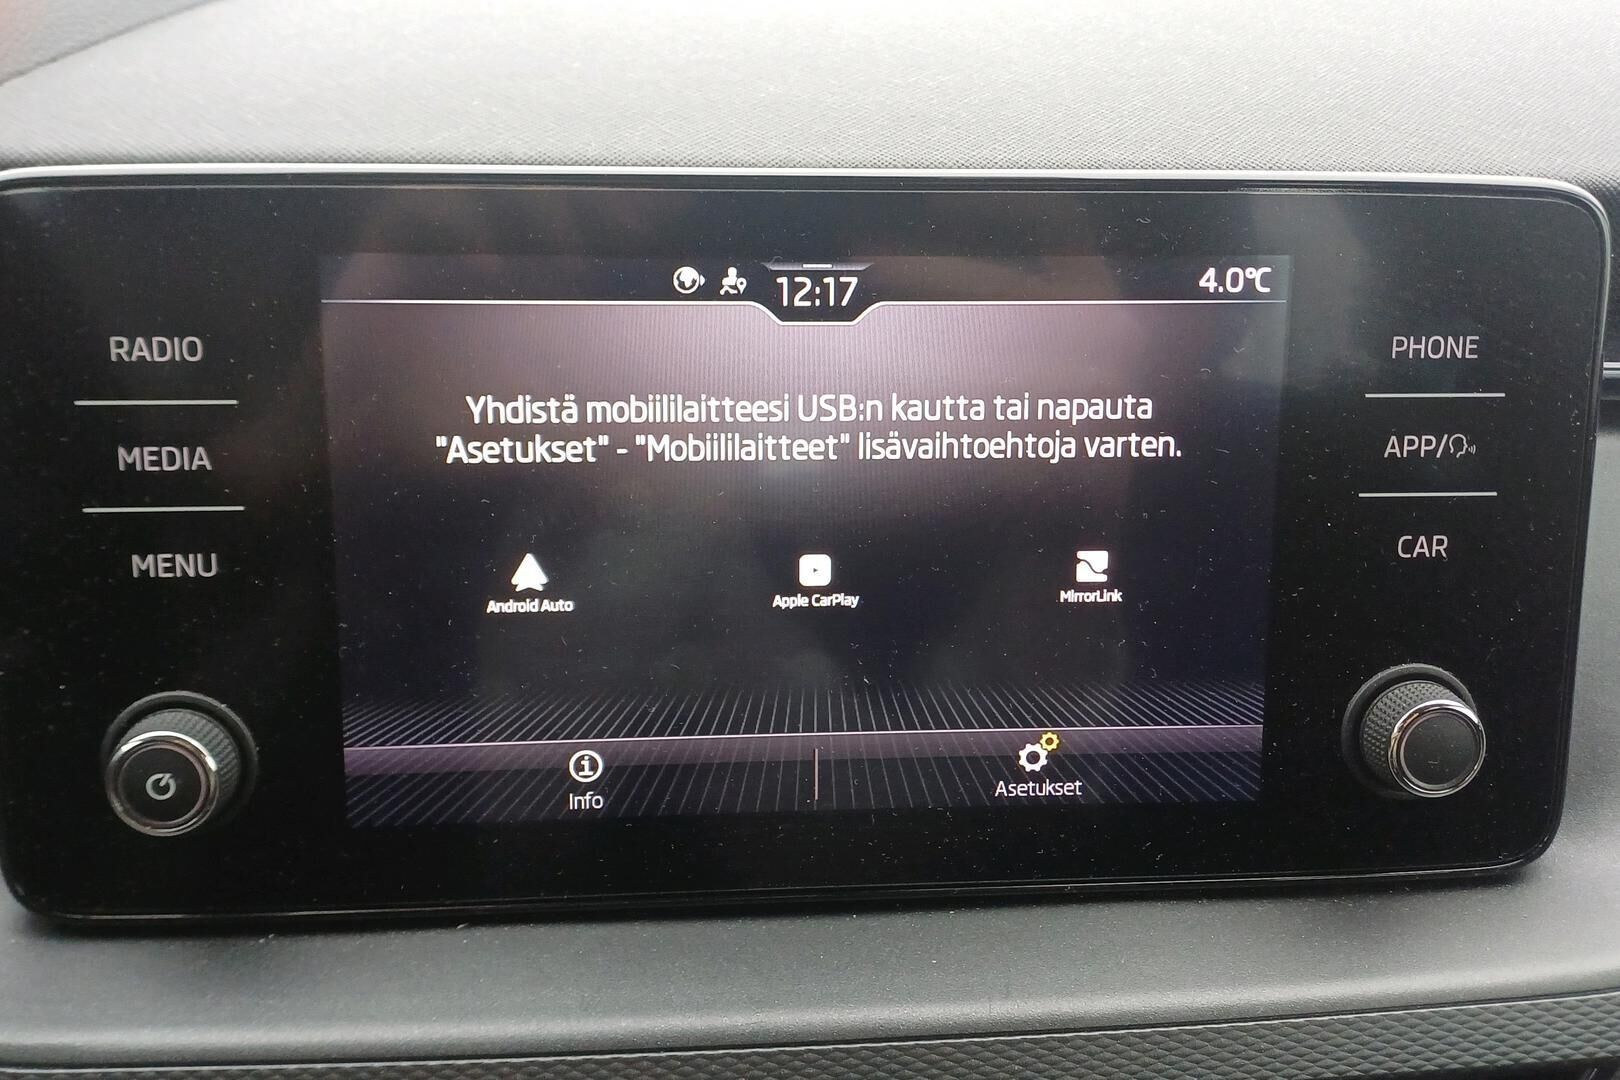 12:17
4.0°C
RADIO
MEDIA
MENU
Yhdistä mobiililaitteesi USB:n kautta tai napauta
"Asetukset" - "Mobiililaitteet" lisävaihtoehtoja varten.
Android Auto
Apple CarPlay
MirrorLink
Info
Asetukset
PHONE
APP/
CAR